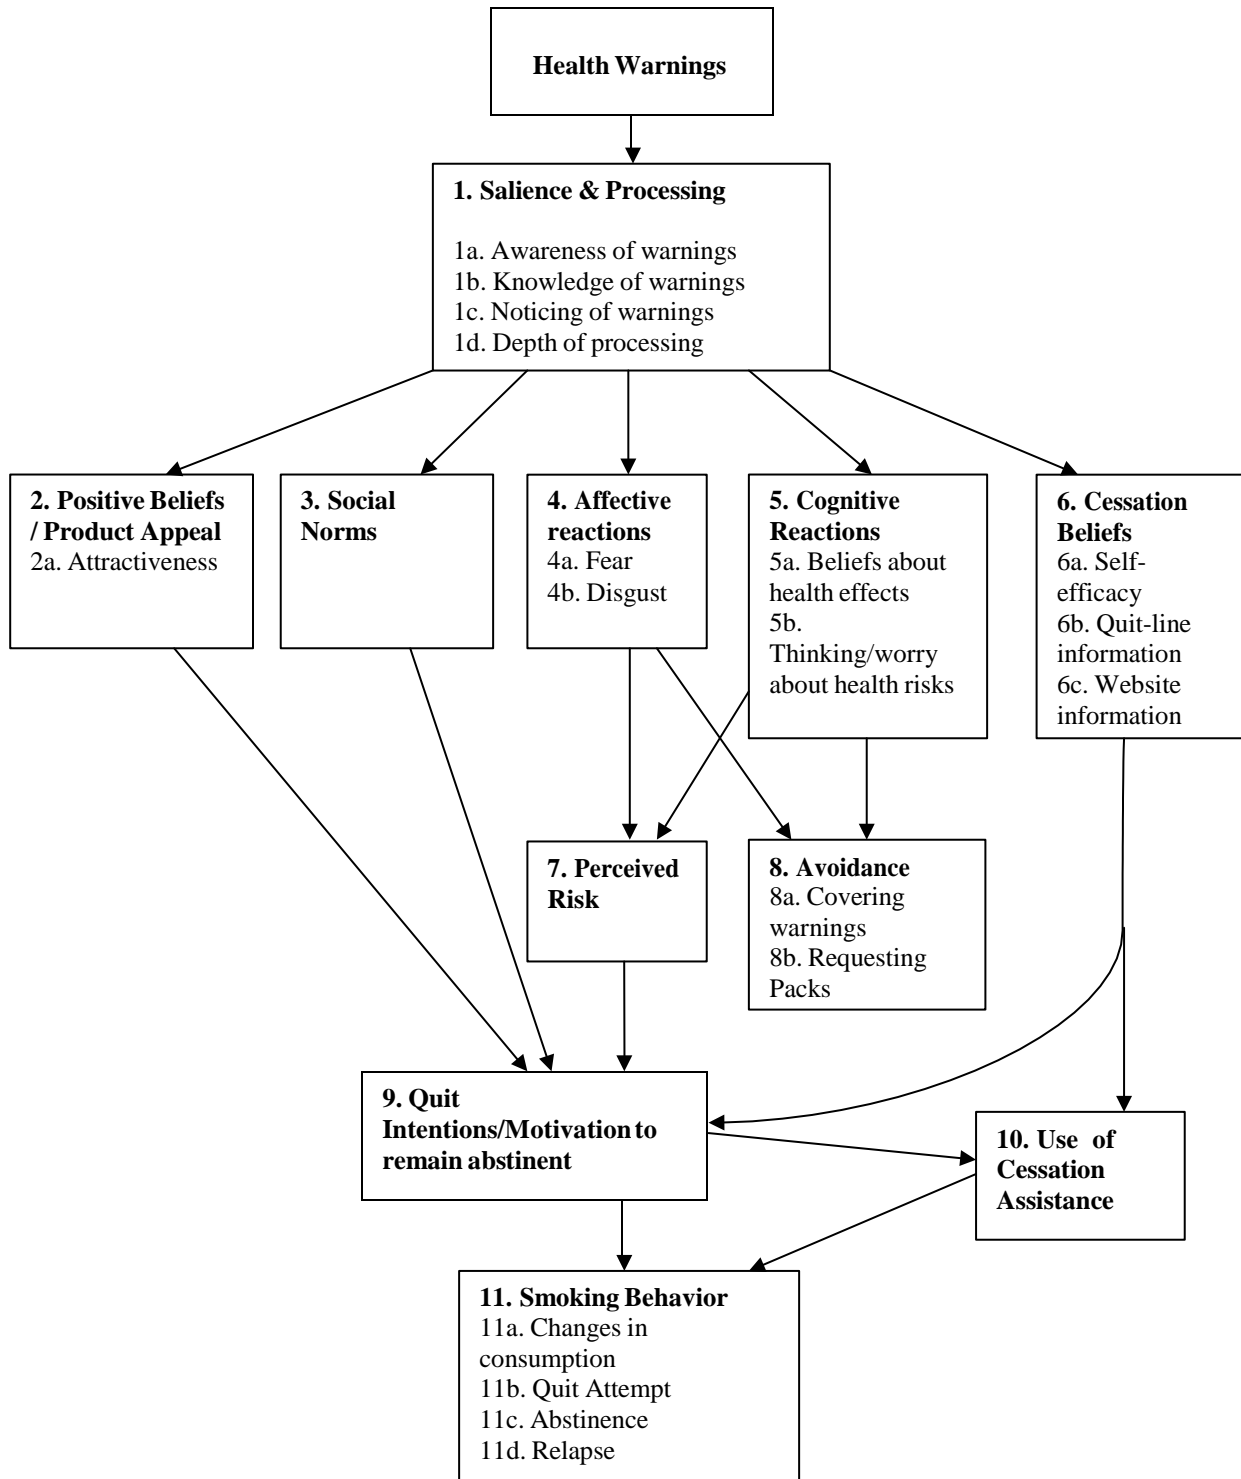 Health Warnings
1. Salience & Processing
1a. Awareness of warnings
1b. Knowledge of warnings
1c. Noticing of warnings
1d. Depth of processing
2. Positive Beliefs
/ Product Appeal
2a. Attractiveness
3. Social
Norms
4. Affective
reactions
4a. Fear
4b. Disgust
5. Cognitive
Reactions
5a. Beliefs about
health effects
5b.
Thinking/worry
about health risks
6. Cessation
Beliefs
6a. Self-
efficacy
6b. Quit-line
information
6c. Website
information
7. Perceived
Risk
8. Avoidance
8a. Covering
warnings
8b. Requesting
Packs
9. Quit
Intentions/Motivation to
remain abstinent
10. Use of
Cessation
Assistance
11. Smoking Behavior
11a. Changes in
consumption
11b. Quit Attempt
11c. Abstinence
11d. Relapse